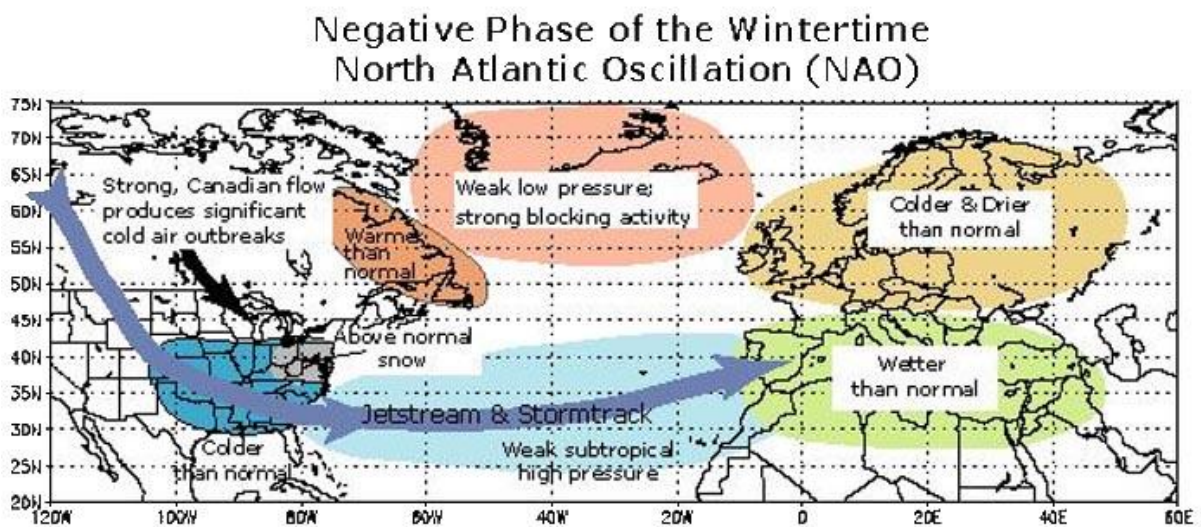 Negative Phase of the Wintertime
North Atlantic Oscillation (NAO)
75N
70N
65N
60N
55N
50N
45N
40N
35N
30N
25N
20N
Strong, Canadian flow
produces significant
cold air outbreaks
Warmer
than
normal
Weak low pressure;
strong blocking activity
Colder & Drier
than normal
Above normal
snow
Wetter
than normal
Jetstream & Stormtrack
Colder
than normal
Weak subtropical
high pressure
120W 100W 80W 60W 40W 20W 0 20E 40E 60E